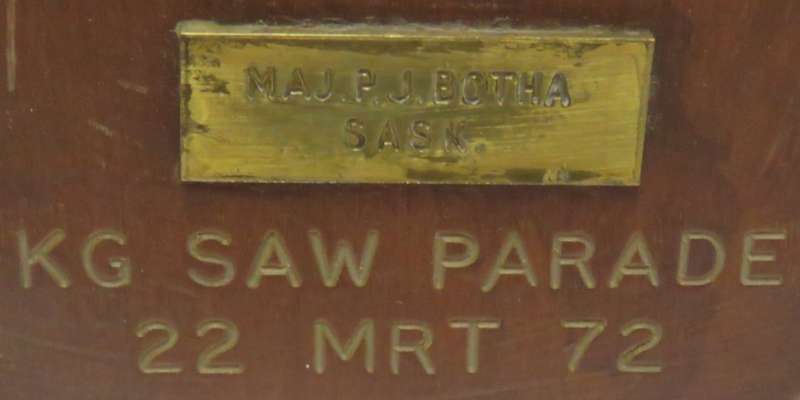 MAJ.P.J.BOTHA
SASK
KG SAW PARADE
22 MRT 72